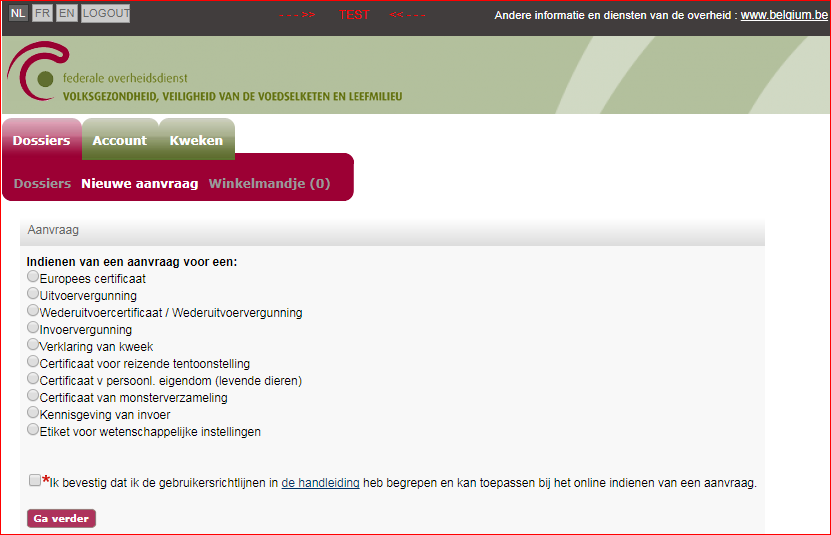 NL FR EN LOGOUT - - - >> TEST << - - - Andere informatie en diensten van de overheid : www.belgium.be
federale overheidsdienst
VOLKSGEZONDHEID, VEILIGHEID VAN DE VOEDSELKETEN EN LEEFMILIEU
Dossiers Account Kweken
Dossiers Nieuwe aanvraag Winkelmandje (0)
Aanvraag
Indienen van een aanvraag voor een:
Europees certificaat
Uitvoervergunning
Wederuitvoercertificaat / Wederuitvoervergunning
Invoervergunning
Verklaring van kweek
Certificaat voor reizende tentoonstelling
Certificaat v persoonl. eigendom (levende dieren)
Certificaat van monsterverzameling
Kennisgeving van invoer
Etiket voor wetenschappelijke instellingen
*Ik bevestig dat ik de gebruikersrichtlijnen in de handleiding heb begrepen en kan toepassen bij het online indienen van een aanvraag.
Ga verder